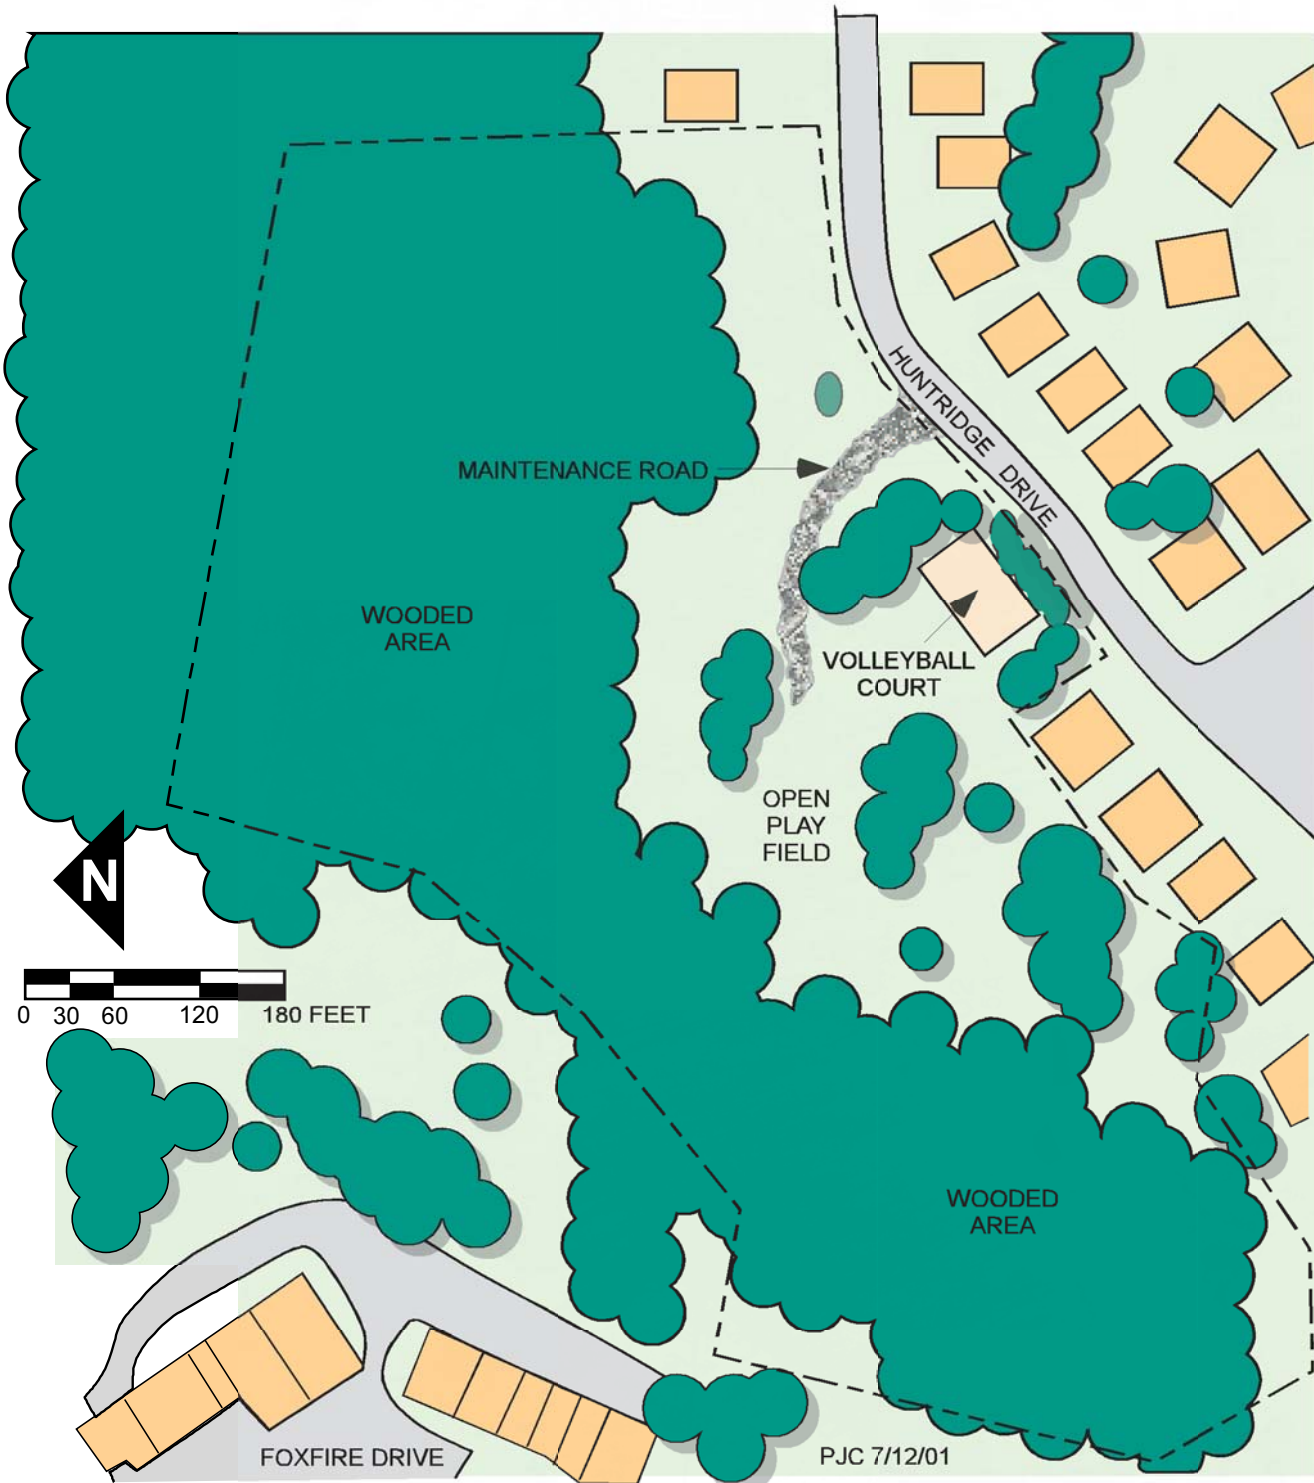 HUNTRIDGE DRIVE
MAINTENANCE ROAD
WOODED
AREA
VOLLEYBALL
COURT
OPEN
PLAY
FIELD
N
0 30 60 120 180 FEET
WOODED
AREA
FOXFIRE DRIVE
PJC 7/12/01